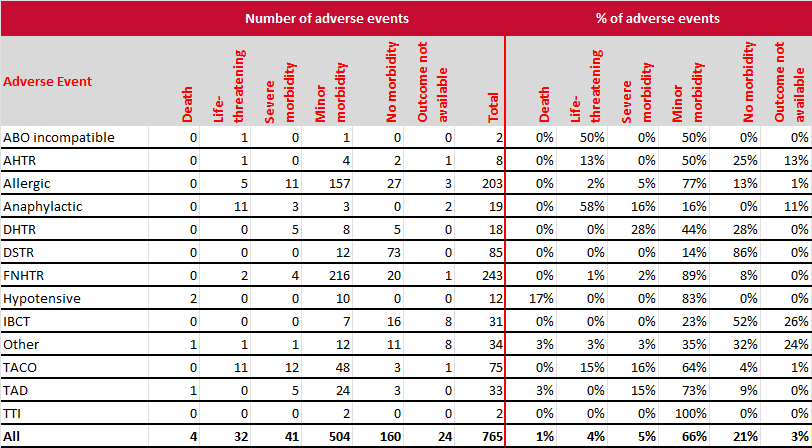 Number of adverse events % of adverse events
Adverse Event Death Life-threatening Severe morbidity Minor morbidity No morbidity Outcome not available Total Death Life-threatening Severe morbidity Minor morbidity No morbidity Outcome not available
ABO incompatible 0 1 0 1 0 0 2 0% 50% 0% 50% 0% 0%
AHTR 0 1 0 4 2 1 8 0% 13% 0% 50% 25% 13%
Allergic 0 5 11 157 27 3 203 0% 2% 5% 77% 13% 1%
Anaphylactic 0 11 3 3 0 2 19 0% 58% 16% 16% 0% 11%
DHTR 0 0 5 8 5 0 18 0% 0% 28% 44% 28% 0%
DSTR 0 0 0 12 73 0 85 0% 0% 0% 14% 86% 0%
FNHTR 0 2 4 216 20 1 243 0% 1% 2% 89% 8% 0%
Hypotensive 2 0 0 10 0 0 12 17% 0% 0% 83% 0% 0%
IBCT 0 0 0 7 16 8 31 0% 0% 0% 23% 52% 26%
Other 1 1 1 12 11 8 34 3% 3% 3% 35% 32% 24%
TACO 0 11 12 48 3 1 75 0% 15% 16% 64% 4% 1%
TAD 1 0 5 24 3 0 33 3% 0% 15% 73% 9% 0%
TTI 0 0 0 2 0 0 2 0% 0% 0% 100% 0% 0%
All 4 32 41 504 160 24 765 1% 4% 5% 66% 21% 3%